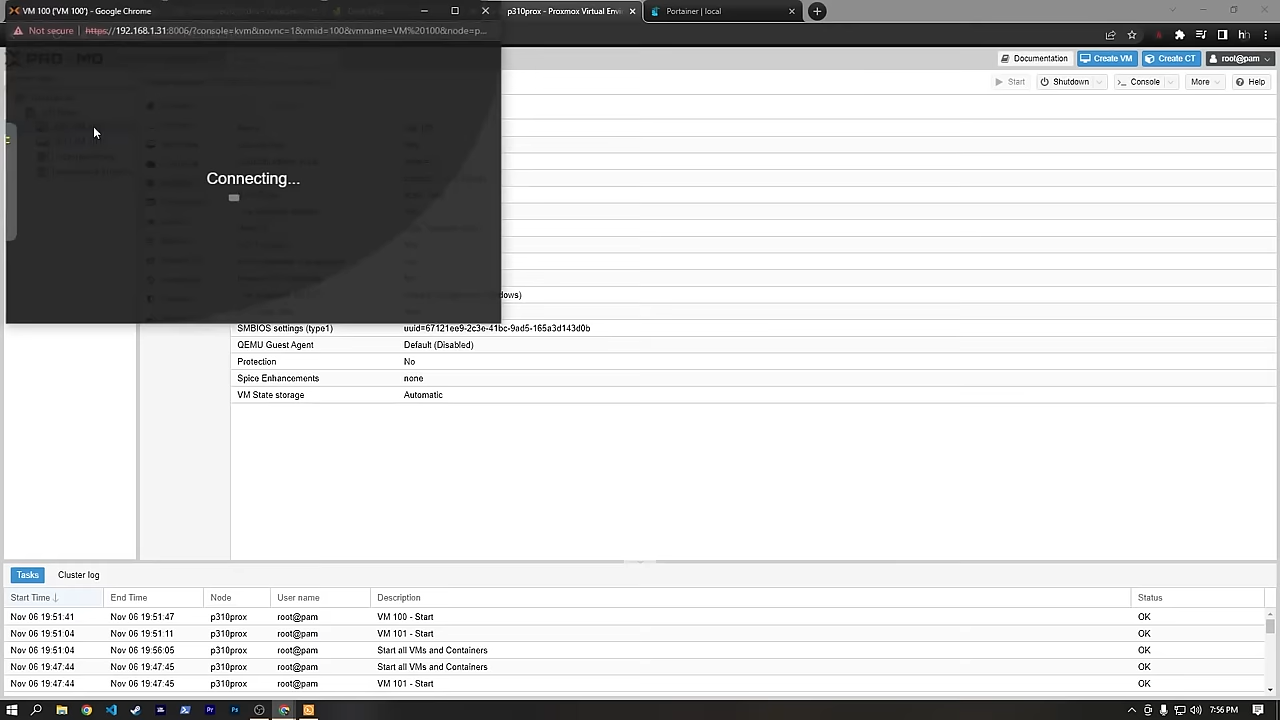 VM 100 ('VM 100') - Google Chrome
p310prox - Proxmox Virtual Envi
Portainer | local
Not secure | https://192.168.1.31:8006/?console=kvm&novnc=1&vmid=100&vmname=VM%20100&node=p...
Documentation
Create VM
Create CT
root@pam
Start
Shutdown
Console
More
Help
Connecting...
dows)
SMBIOS settings (type1) uuid=67121ee9-2c3e-41bc-9ad5-165a3d143d0b
QEMU Guest Agent Default (Disabled)
Protection No
Spice Enhancements none
VM State storage Automatic
Tasks Cluster log
Start Time End Time Node User name Description Status
Nov 06 19:51:41 Nov 06 19:51:47 p310prox root@pam VM 100 - Start OK
Nov 06 19:51:04 Nov 06 19:51:11 p310prox root@pam VM 101 - Start OK
Nov 06 19:51:04 Nov 06 19:56:05 p310prox root@pam Start all VMs and Containers OK
Nov 06 19:47:44 Nov 06 19:47:45 p310prox root@pam Start all VMs and Containers OK
Nov 06 19:47:44 Nov 06 19:47:45 p310prox root@pam VM 101 - Start OK
7:56 PM